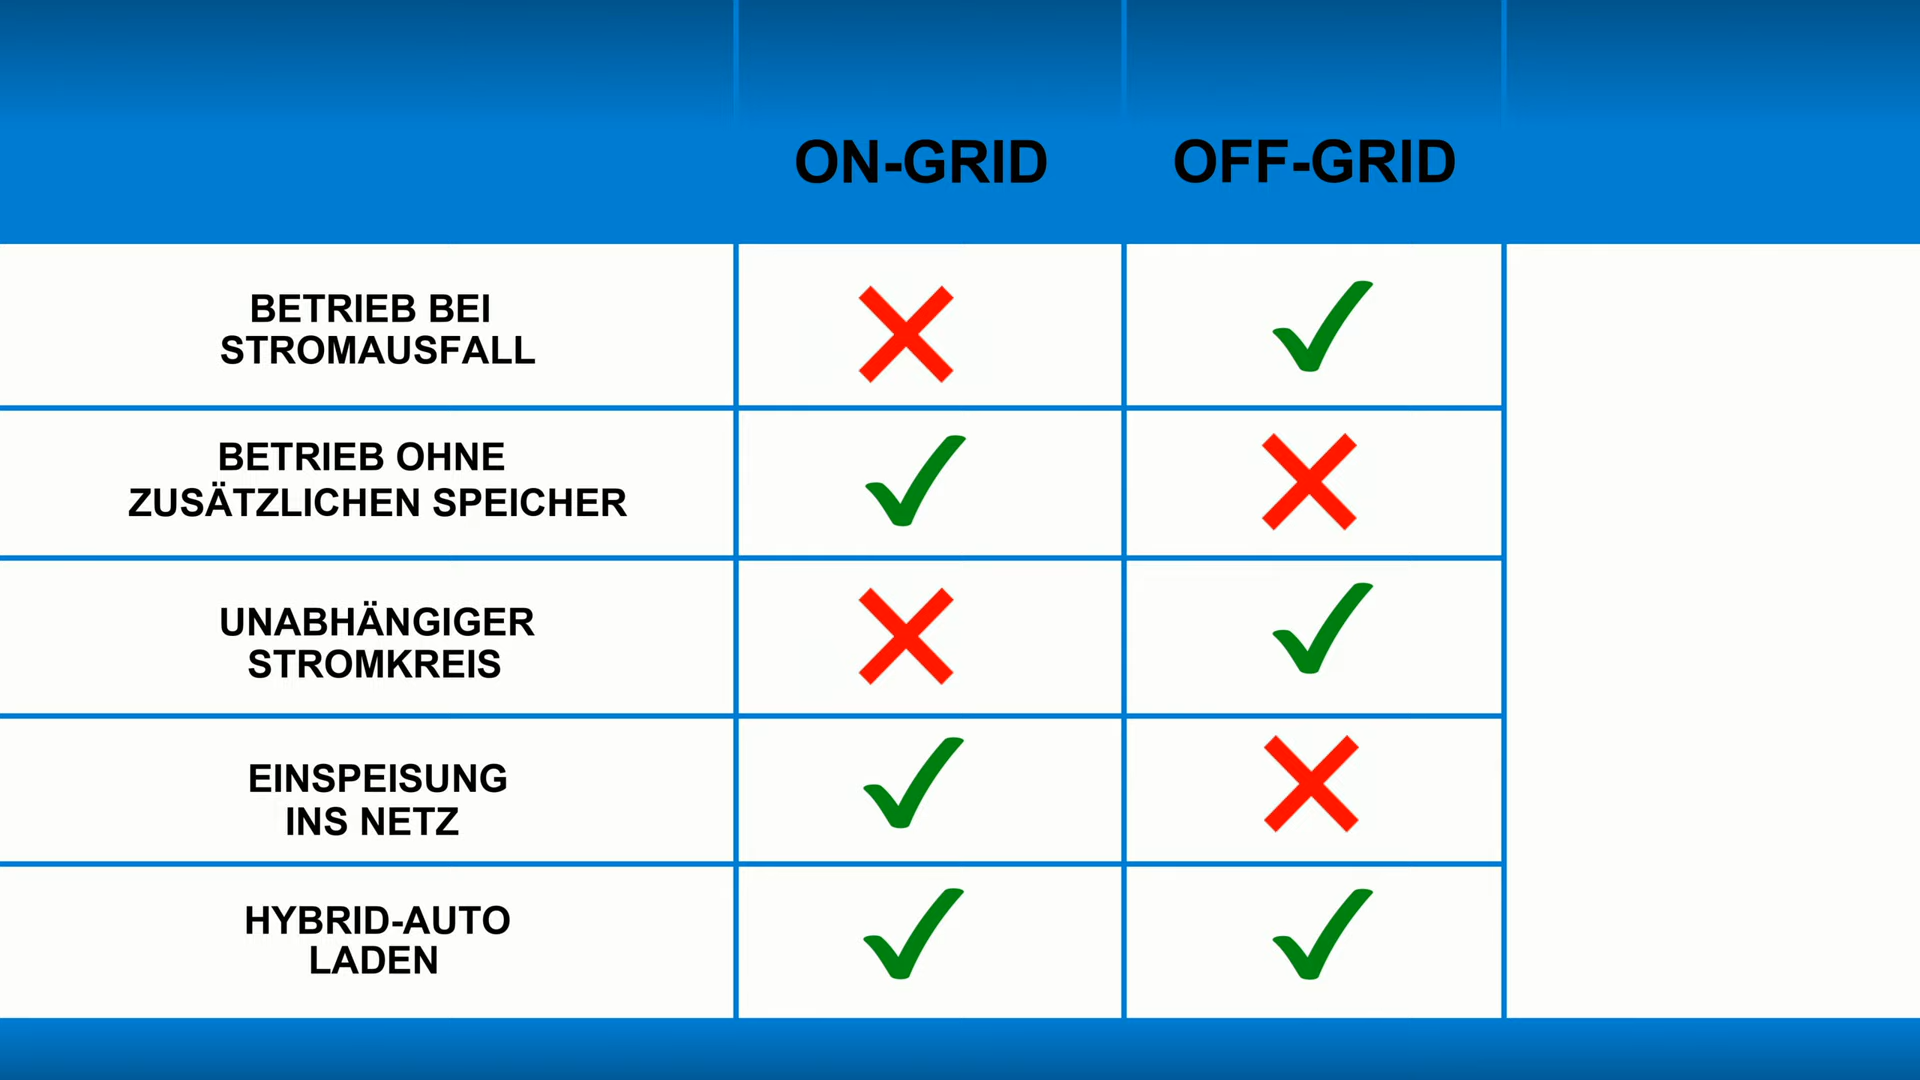 ON-GRID OFF-GRID
BETRIEB BEI
STROMAUSFALL
BETRIEB OHNE
ZUSÄTZLICHEN SPEICHER
UNABHÄNGIGER
STROMKREIS
EINSPEISUNG
INS NETZ
HYBRID-AUTO
LADEN